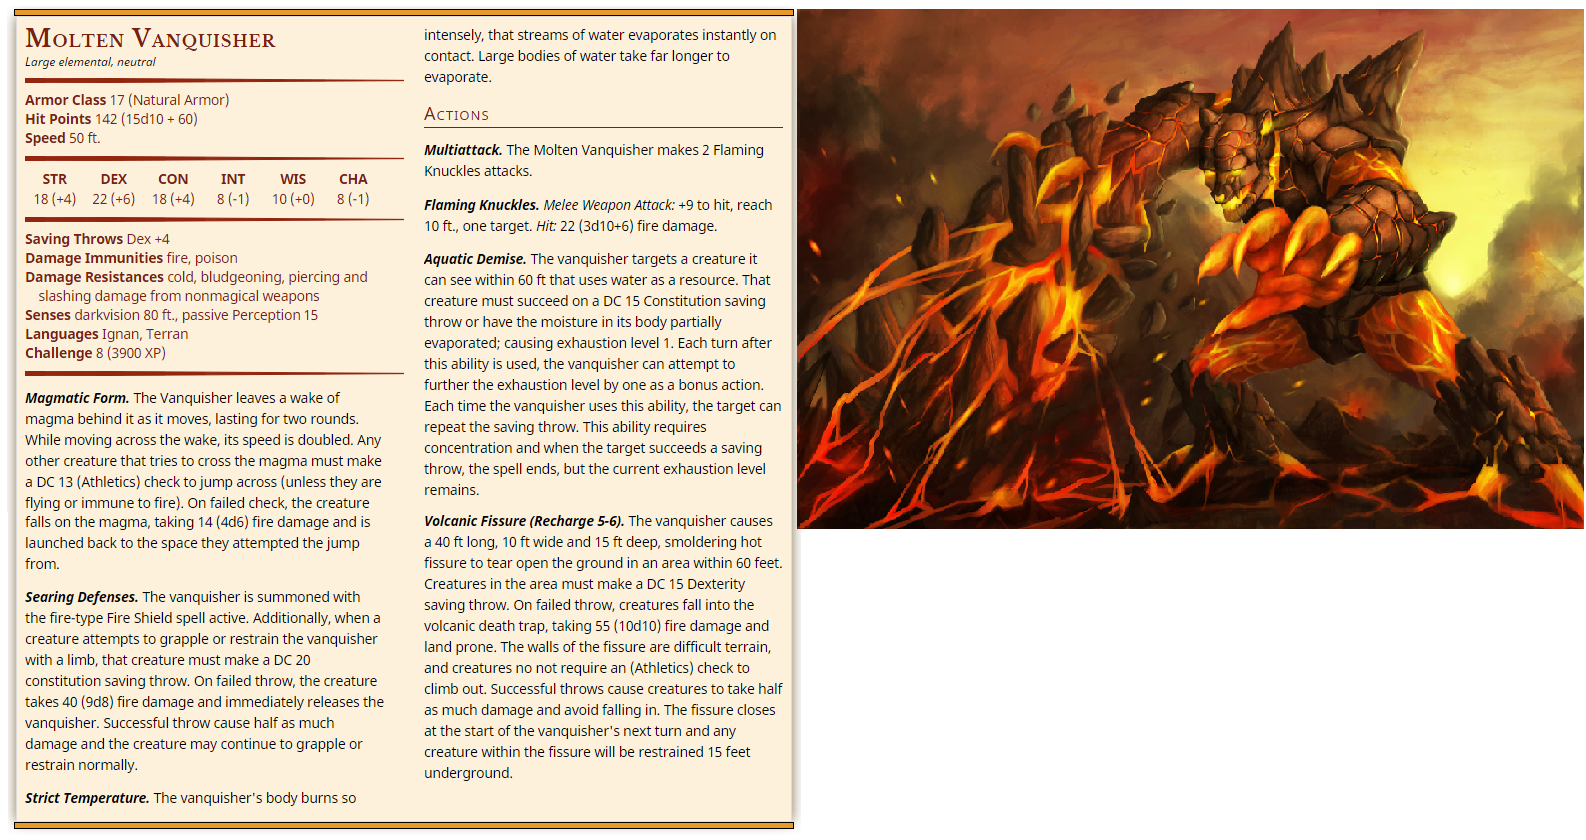 Molten Vanquisher
Large elemental, neutral
Armor Class 17 (Natural Armor)
Hit Points 142 (15d10 + 60)
Speed 50 ft.
STR DEX CON INT WIS CHA
18 (+4) 22 (+6) 18 (+4) 8 (-1) 10 (+0) 8 (-1)
Saving Throws Dex +4
Damage Immunities fire, poison
Damage Resistances cold, bludgeoning, piercing and
slashing damage from nonmagical weapons
Senses darkvision 80 ft., passive Perception 15
Languages Ignan, Terran
Challenge 8 (3900 XP)
Magmatic Form. The Vanquisher leaves a wake of
magma behind it as it moves, lasting for two rounds.
While moving across the wake, its speed is doubled. Any
other creature that tries to cross the magma must make
a DC 13 (Athletics) check to jump across (unless they are
flying or immune to fire). On failed check, the creature
falls on the magma, taking 14 (4d6) fire damage and is
launched back to the space they attempted the jump
from.
Searing Defenses. The vanquisher is summoned with
the fire-type Fire Shield spell active. Additionally, when a
creature attempts to grapple or restrain the vanquisher
with a limb, that creature must make a DC 20
constitution saving throw. On failed throw, the creature
takes 40 (9d8) fire damage and immediately releases the
vanquisher. Successful throw cause half as much
damage and the creature may continue to grapple or
restrain normally.
Strict Temperature. The vanquisher's body burns so
intensely, that streams of water evaporates instantly on
contact. Large bodies of water take far longer to
evaporate.
Actions
Multiattack. The Molten Vanquisher makes 2 Flaming
Knuckles attacks.
Flaming Knuckles. Melee Weapon Attack: +9 to hit, reach
10 ft., one target. Hit: 22 (3d10+6) fire damage.
Aquatic Demise. The vanquisher targets a creature it
can see within 60 ft that uses water as a resource. That
creature must succeed on a DC 15 Constitution saving
throw or have the moisture in its body partially
evaporated; causing exhaustion level 1. Each turn after
this ability is used, the vanquisher can attempt to
further the exhaustion level by one as a bonus action.
Each time the vanquisher uses this ability, the target can
repeat the saving throw. This ability requires
concentration and when the target succeeds a saving
throw, the spell ends, but the current exhaustion level
remains.
Volcanic Fissure (Recharge 5-6). The vanquisher causes
a 40 ft long, 10 ft wide and 15 ft deep, smoldering hot
fissure to tear open the ground in an area within 60 feet.
Creatures in the area must make a DC 15 Dexterity
saving throw. On failed throw, creatures fall into the
volcanic death trap, taking 55 (10d10) fire damage and
land prone. The walls of the fissure are difficult terrain,
and creatures no not require an (Athletics) check to
climb out. Successful throws cause creatures to take half
as much damage and avoid falling in. The fissure closes
at the start of the vanquisher's next turn and any
creature within the fissure will be restrained 15 feet
underground.